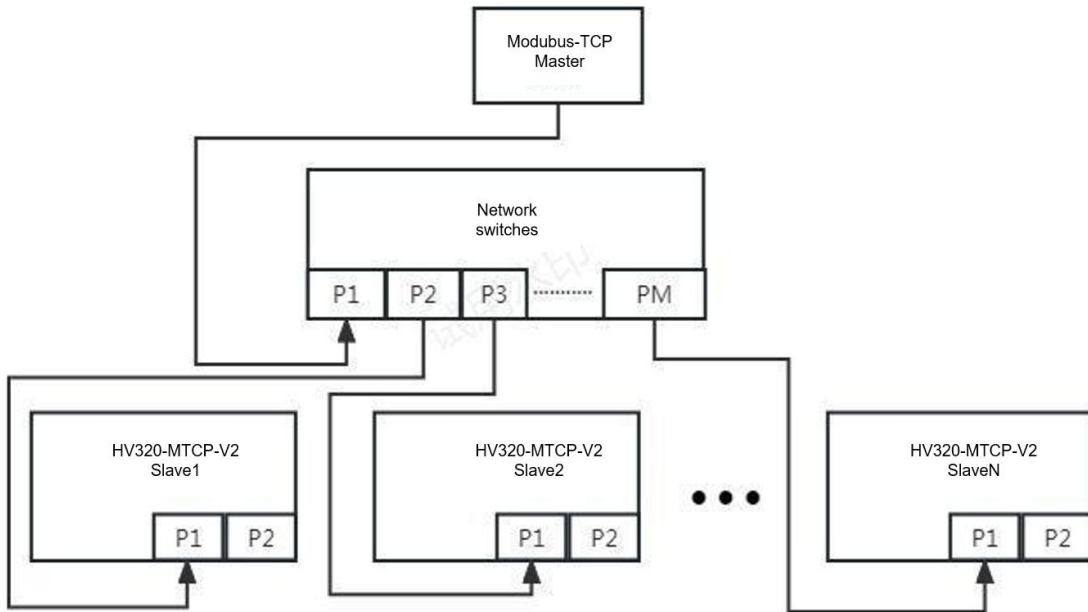 Modubus-TCP
Master
Network
switches
P1 P2 P3 ........... PM
HV320-MTCP-V2
Slave1
HV320-MTCP-V2
Slave2
HV320-MTCP-V2
SlaveN
P1 P2
P1 P2
P1 P2